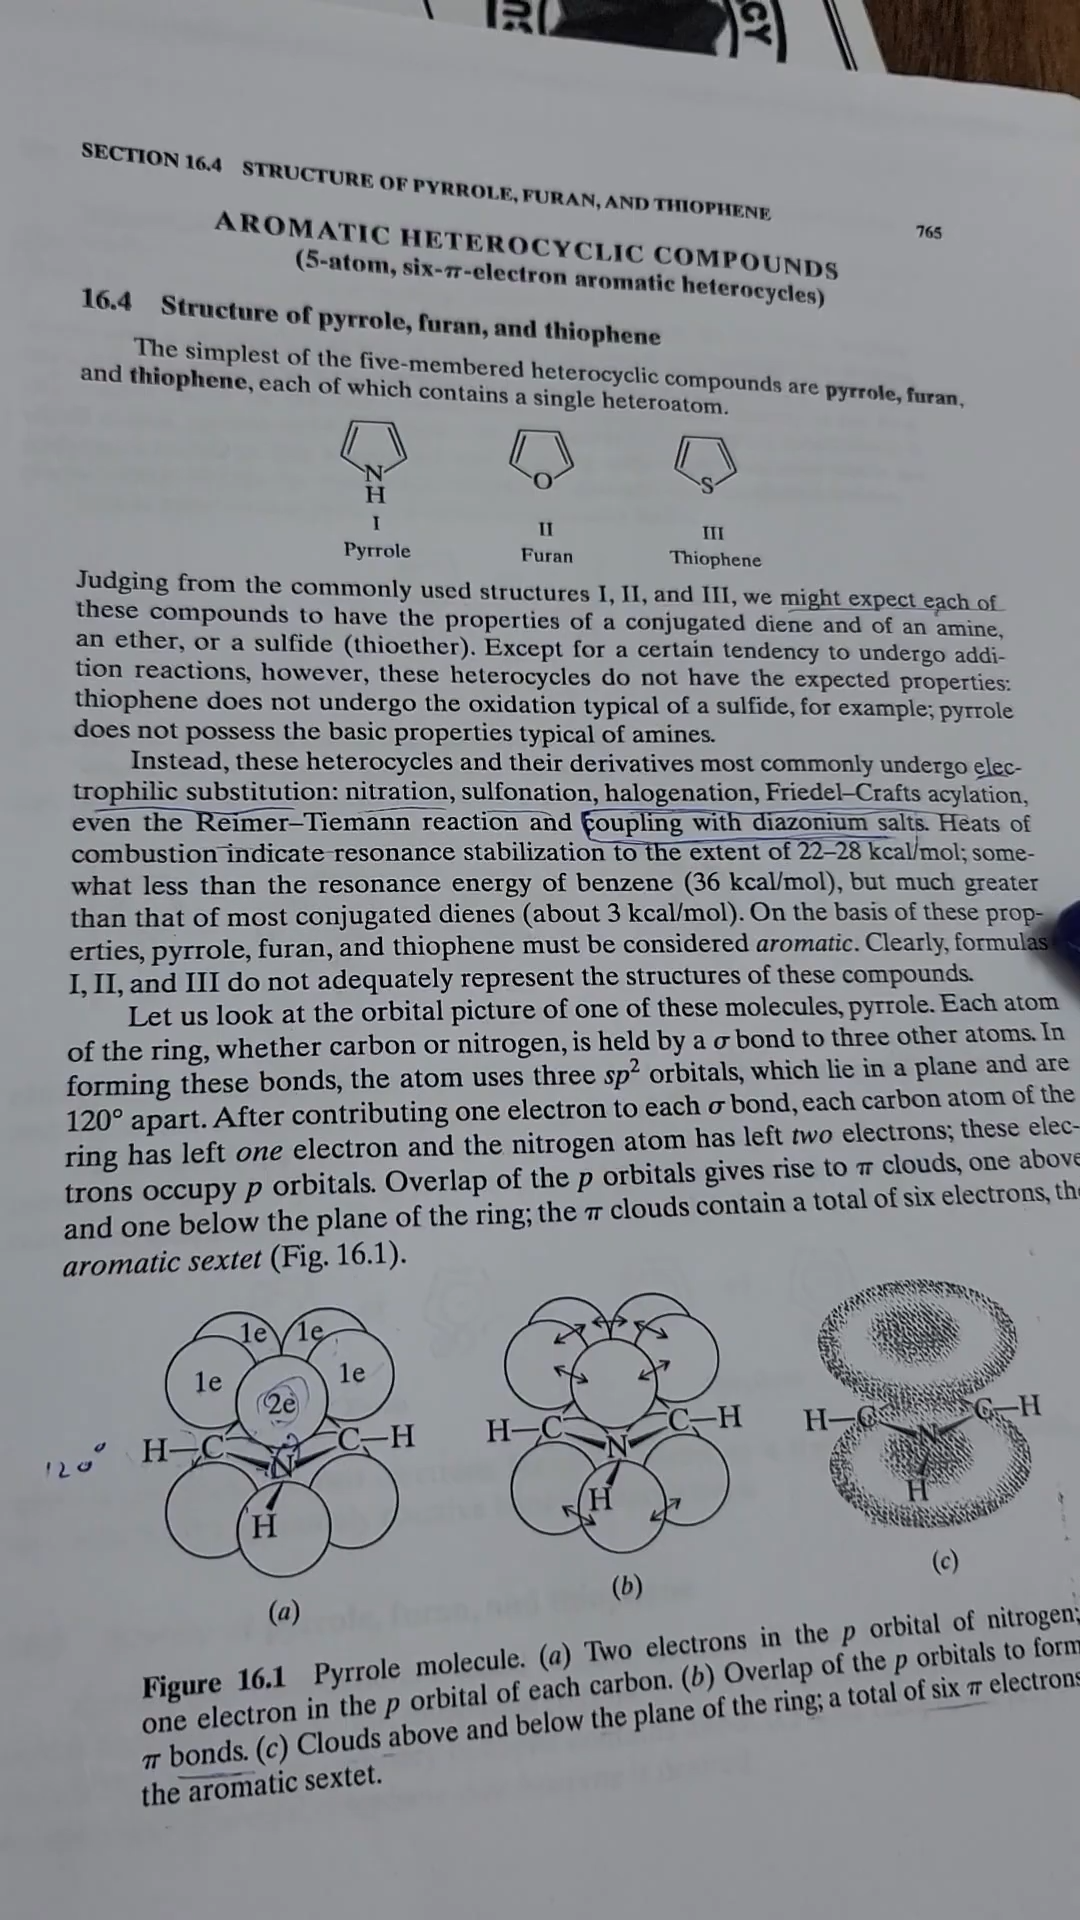 CY
SECTION 16.4 STRUCTURE OF PYRROLE, FURAN, AND THIOPHENE
765
AROMATIC HETEROCYCLIC COMPOUNDS
(5-atom, six-π-electron aromatic heterocycles)
16.4 Structure of pyrrole, furan, and thiophene
The simplest of the five-membered heterocyclic compounds are pyrrole, furan,
and thiophene, each of which contains a single heteroatom.
N O S
H
I II III
Pyrrole Furan Thiophene
Judging from the commonly used structures I, II, and III, we might expect each of
these compounds to have the properties of a conjugated diene and of an amine,
an ether, or a sulfide (thioether). Except for a certain tendency to undergo addi-
tion reactions, however, these heterocycles do not have the expected properties:
thiophene does not undergo the oxidation typical of a sulfide, for example; pyrrole
does not possess the basic properties typical of amines.
Instead, these heterocycles and their derivatives most commonly undergo elec-
trophilic substitution: nitration, sulfonation, halogenation, Friedel–Crafts acylation,
even the Reimer–Tiemann reaction and coupling with diazonium salts. Heats of
combustion indicate resonance stabilization to the extent of 22–28 kcal/mol; some-
what less than the resonance energy of benzene (36 kcal/mol), but much greater
than that of most conjugated dienes (about 3 kcal/mol). On the basis of these prop-
erties, pyrrole, furan, and thiophene must be considered aromatic. Clearly, formulas
I, II, and III do not adequately represent the structures of these compounds.
Let us look at the orbital picture of one of these molecules, pyrrole. Each atom
of the ring, whether carbon or nitrogen, is held by a σ bond to three other atoms. In
forming these bonds, the atom uses three sp² orbitals, which lie in a plane and are
120° apart. After contributing one electron to each σ bond, each carbon atom of the
ring has left one electron and the nitrogen atom has left two electrons; these elec-
trons occupy p orbitals. Overlap of the p orbitals gives rise to π clouds, one above
and one below the plane of the ring; the π clouds contain a total of six electrons, the
aromatic sextet (Fig. 16.1).
1e 1e
1e 1e
2e
120° H–C C–H H–C C–H H–C C–H
N N N
H H H
(a) (b) (c)
Figure 16.1 Pyrrole molecule. (a) Two electrons in the p orbital of nitrogen;
one electron in the p orbital of each carbon. (b) Overlap of the p orbitals to form
π bonds. (c) Clouds above and below the plane of the ring; a total of six π electrons,
the aromatic sextet.